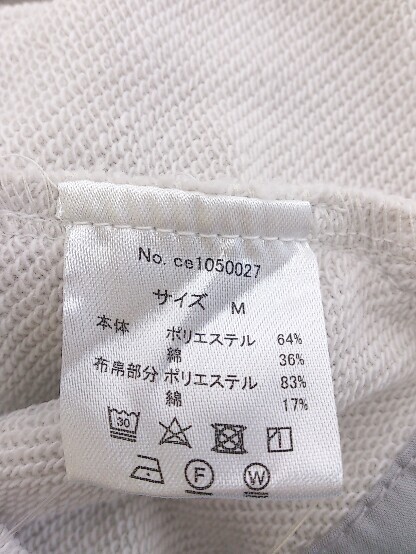 No. ce1050027
サイズ M
本体 ポリエステル 64%
綿 36%
布帛部分 ポリエステル 83%
綿 17%
30
F W